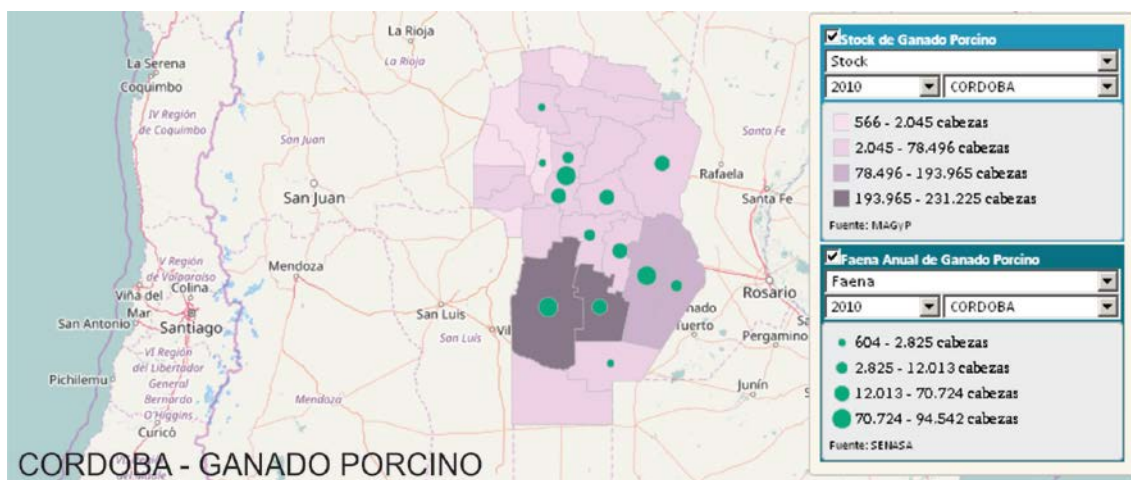 La Rioja
La Rioja
La Serena
Coquimbo
IV Región
de Coquimbo
San Juan
San Juan
Santa Fe
Rafaela
Santa Fe
V Región
de Valparaíso
Mendoza
Viña del
Mar
Colina
San Antonio
Santiago
San Luis
San Luis
Vil
nado
Tuerto
Rosario
Pergamino
VI Región
del Libertador
General
Bernardo
O'Higgins
Pichilemu
Curicó
Mendoza
Junín
CORDOBA - GANADO PORCINO
Stock de Ganado Porcino
Stock
2010 CORDOBA
566 - 2.045 cabezas
2.045 - 78.496 cabezas
78.496 - 193.965 cabezas
193.965 - 231.225 cabezas
Fuente: MAGyP
Faena Anual de Ganado Porcino
Faena
2010 CORDOBA
604 - 2.825 cabezas
2.825 - 12.013 cabezas
12.013 - 70.724 cabezas
70.724 - 94.542 cabezas
Fuente: SENASA